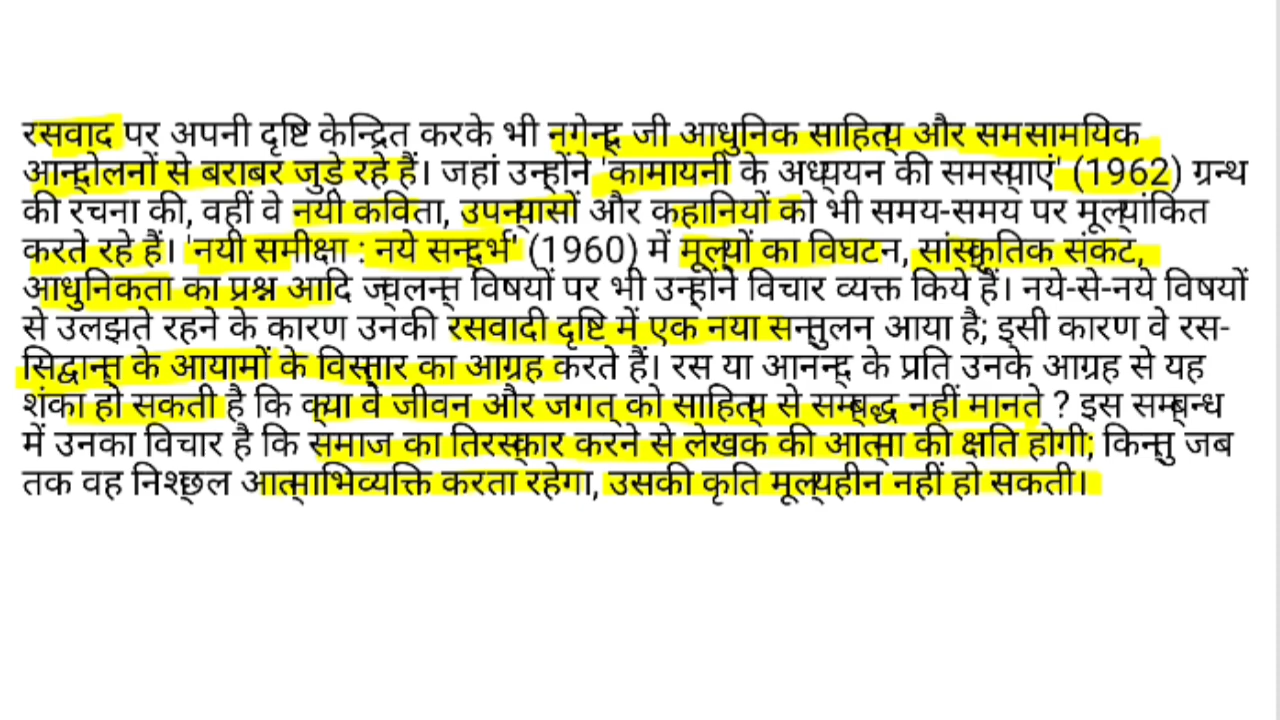 रसवाद पर अपनी दृष्टि केन्द्रित करके भी नगेन्द्र जी आधुनिक साहित्य और समसामयिक
आन्दोलनों से बराबर जुड़े रहे हैं। जहां उन्होंने 'कामायनी के अध्ययन की समस्याएं' (1962) ग्रन्थ
की रचना की, वहीं वे नयी कविता, उपन्यासों और कहानियों को भी समय-समय पर मूल्यांकित
करते रहे हैं। 'नयी समीक्षा : नये सन्दर्भ' (1960) में मूल्यों का विघटन, सांस्कृतिक संकट,
आधुनिकता का प्रश्न आदि ज्वलन्त विषयों पर भी उन्होंने विचार व्यक्त किये हैं। नये-से-नये विषयों
से उलझते रहने के कारण उनकी रसवादी दृष्टि में एक नया सन्तुलन आया है; इसी कारण वे रस-
सिद्धान्त के आयामों के विस्तार का आग्रह करते हैं। रस या आनन्द के प्रति उनके आग्रह से यह
शंका हो सकती है कि क्या वे जीवन और जगत् को साहित्य से सम्बद्ध नहीं मानते ? इस सम्बन्ध
में उनका विचार है कि समाज का तिरस्कार करने से लेखक की आत्मा की क्षति होगी; किन्तु जब
तक वह निश्छल आत्माभिव्यक्ति करता रहेगा, उसकी कृति मूल्यहीन नहीं हो सकती।